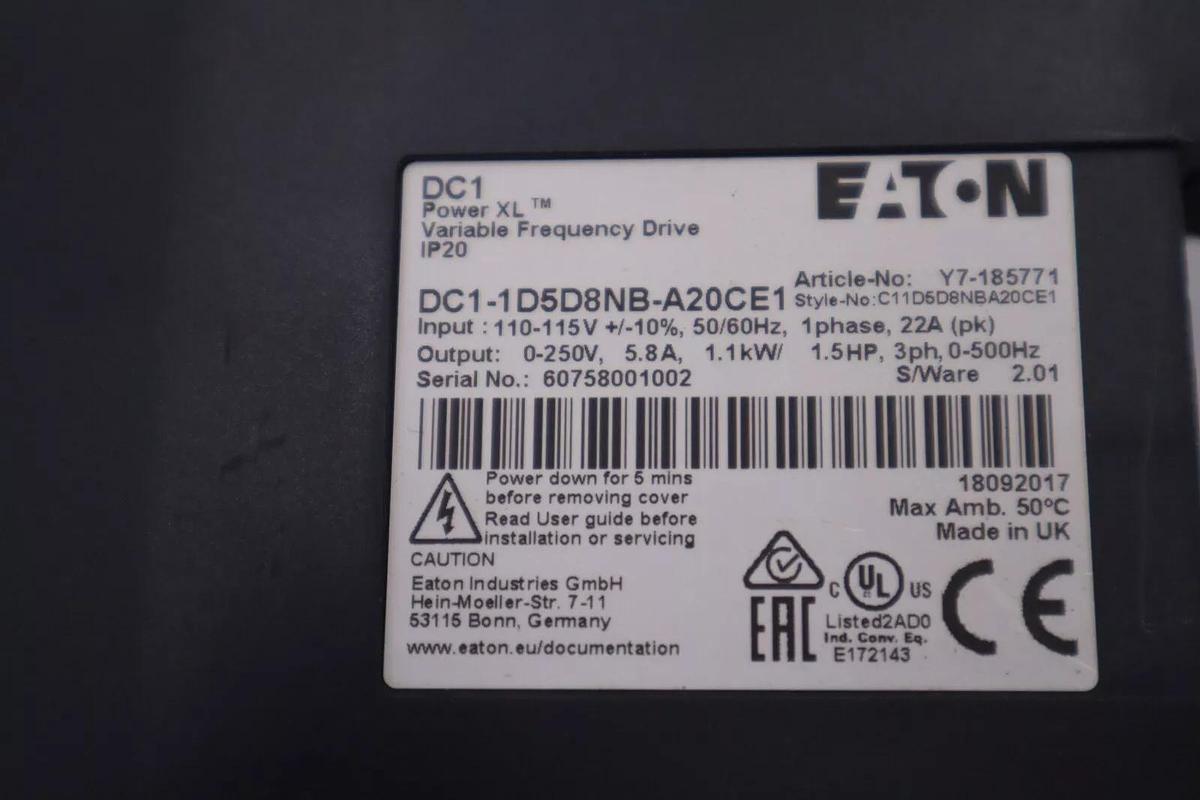 DC1
Power XL™
Variable Frequency Drive
IP20
EATON
DC1-1D5D8NB-A20CE1
Article-No: Y7-185771
Style-No:C11D5D8NBA20CE1
Input : 110-115V +/-10%, 50/60Hz, 1phase, 22A (pk)
Output: 0-250V, 5.8A, 1.1kW/ 1.5HP, 3ph, 0-500Hz
Serial No.: 60758001002
S/Ware 2.01
Power down for 5 mins
before removing cover
Read User guide before
installation or servicing
CAUTION
18092017
Max Amb. 50ºC
Made in UK
Eaton Industries GmbH
Hein-Moeller-Str. 7-11
53115 Bonn, Germany
www.eaton.eu/documentation
EAC
C UL US
Listed2AD0
Ind. Conv. Eq.
E172143
CE